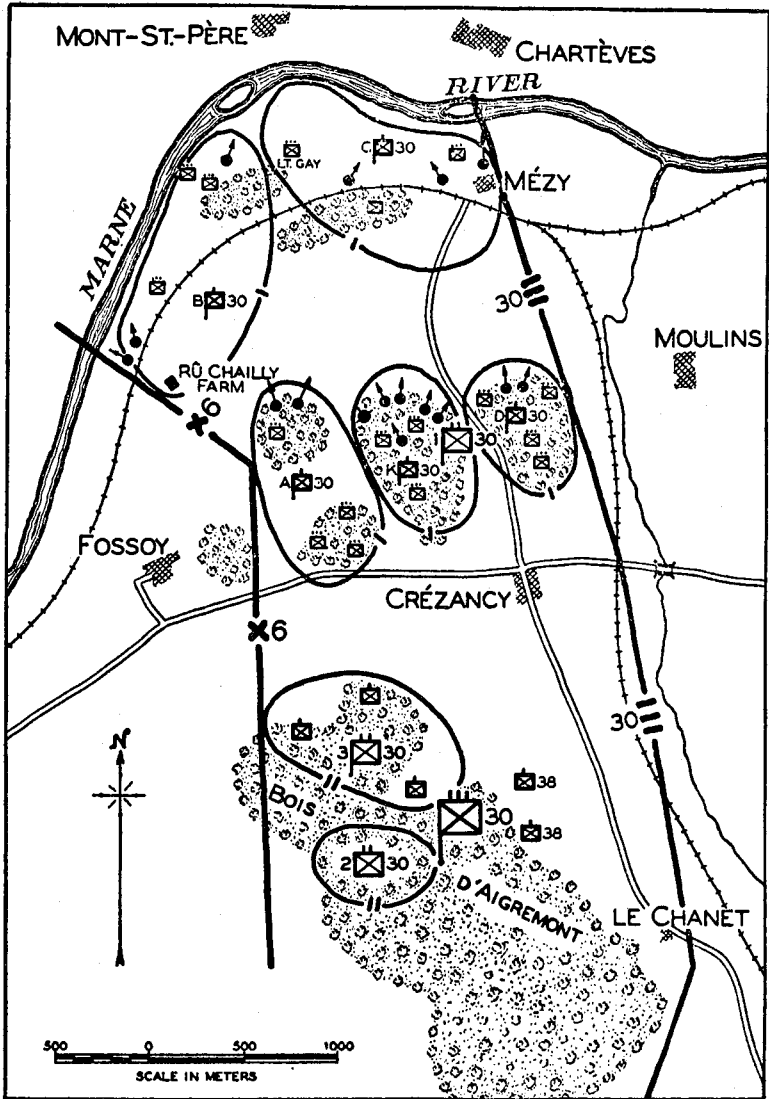 MONT-ST.-PÈRE
CHARTÈVES
RIVER
C 30
LT. GAY
MÉZY
MARNE
B 30
30
MOULINS
RÛ CHAILLY
FARM
6
D 30
1 30
K 30
A 30
FOSSOY
CRÉZANCY
6
30
3 30
N
BOIS
38
30
38
2 30
D'AIGREMONT
LE CHANET
500 0 500 1000
SCALE IN METERS